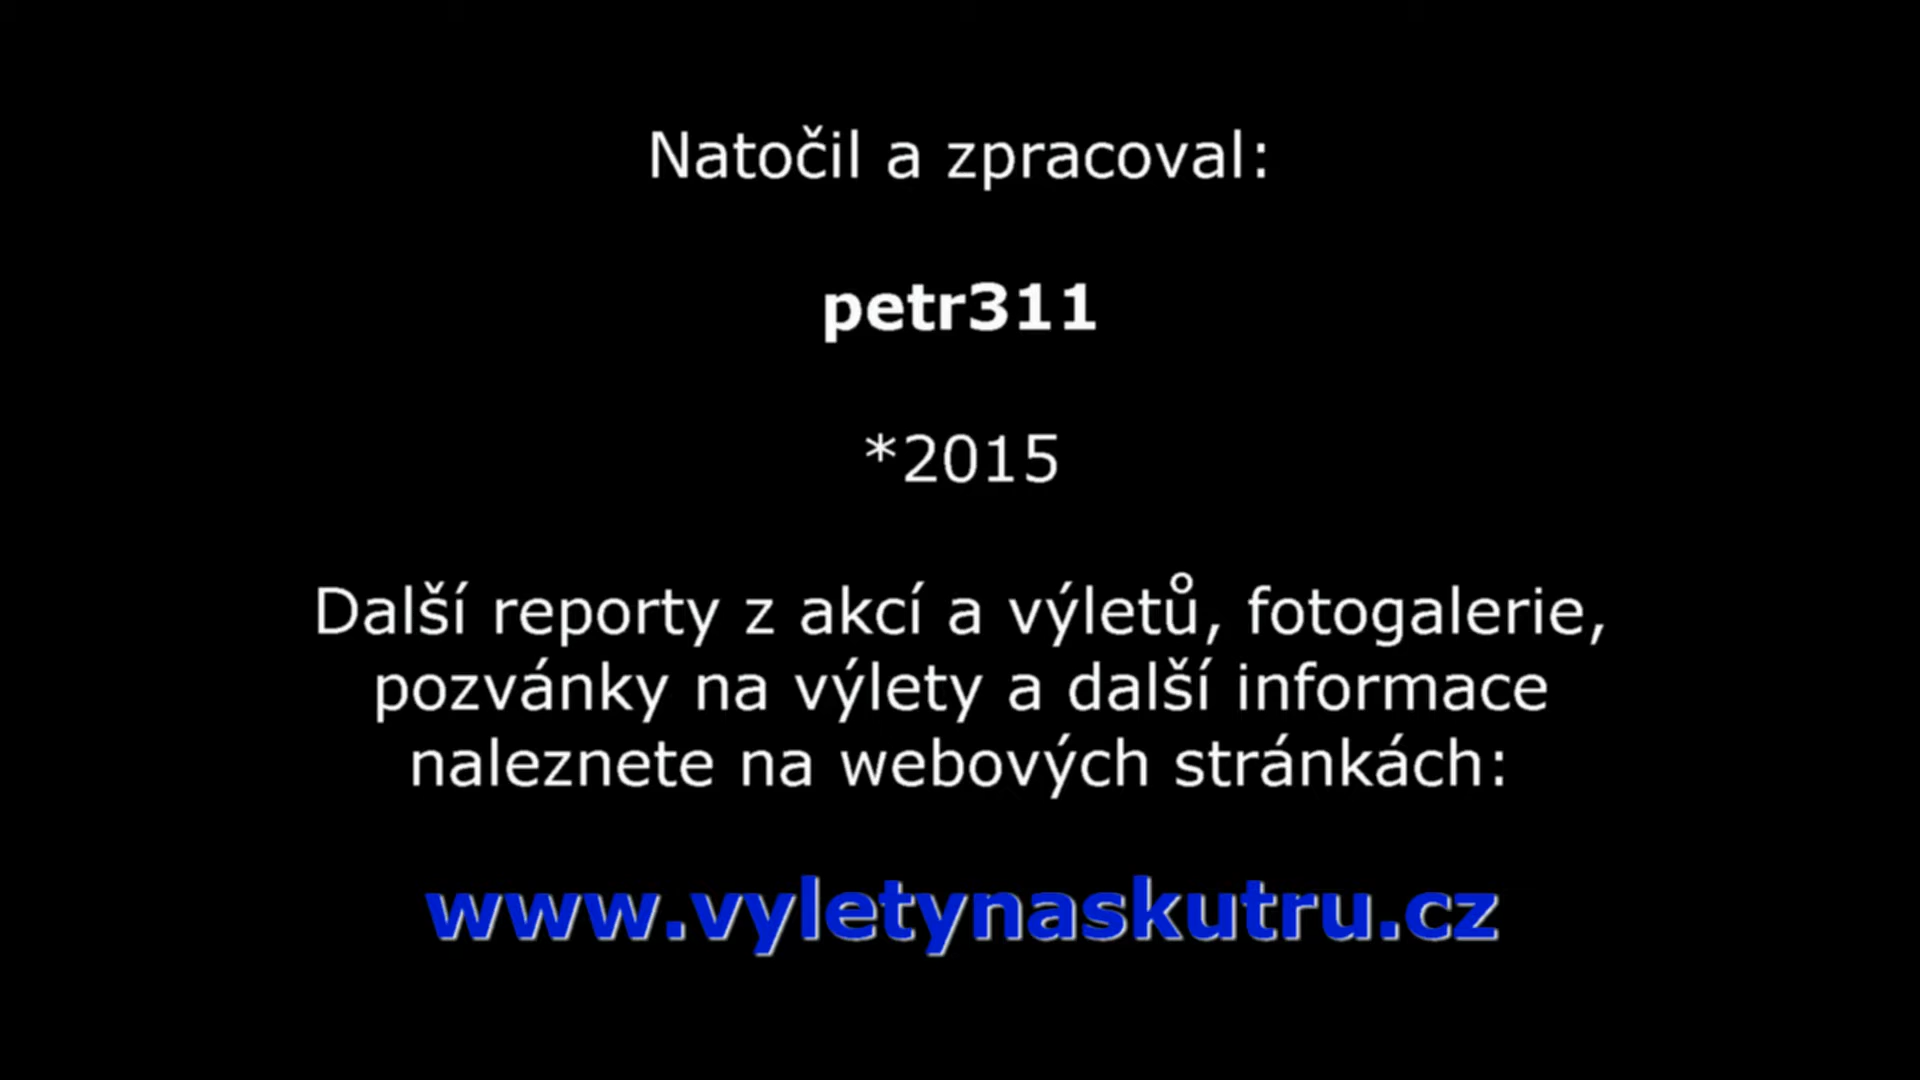 Natočil a zpracoval:
petr311
*2015
Další reporty z akcí a výletů, fotogalerie,
pozvánky na výlety a další informace
naleznete na webových stránkách:
www.vyletynaskutru.cz